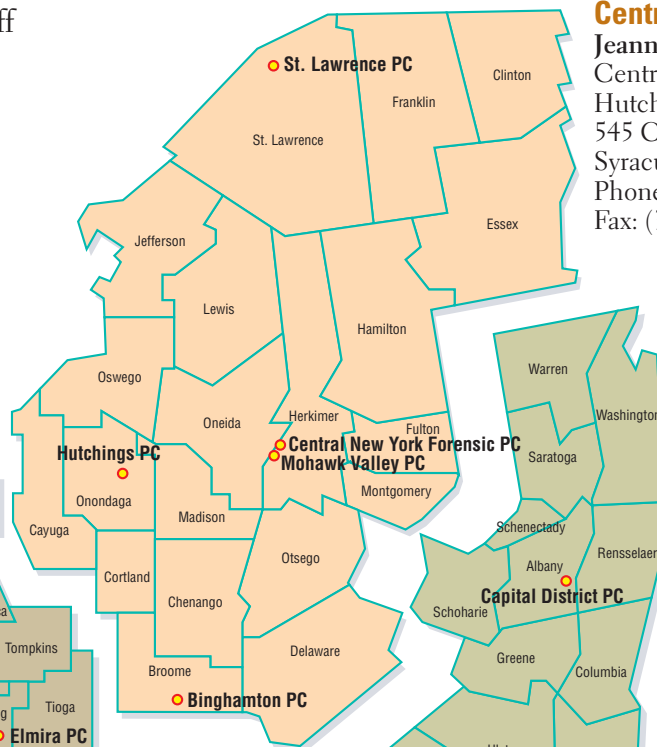 ff
Centr
Jeann
Centr
Hutch
545 C
Syracu
Phone
Fax: (
St. Lawrence PC
Clinton
Franklin
St. Lawrence
Essex
Jefferson
Lewis
Hamilton
Oswego
Warren
Washington
Oneida
Herkimer
Fulton
Central New York Forensic PC
Hutchings PC
Mohawk Valley PC
Saratoga
Onondaga
Montgomery
Madison
Cayuga
Schenectady
Rensselaer
Otsego
Albany
Cortland
Capital District PC
Chenango
Schoharie
Tompkins
Delaware
Greene
Broome
Columbia
Binghamton PC
Tioga
g
Elmira PC